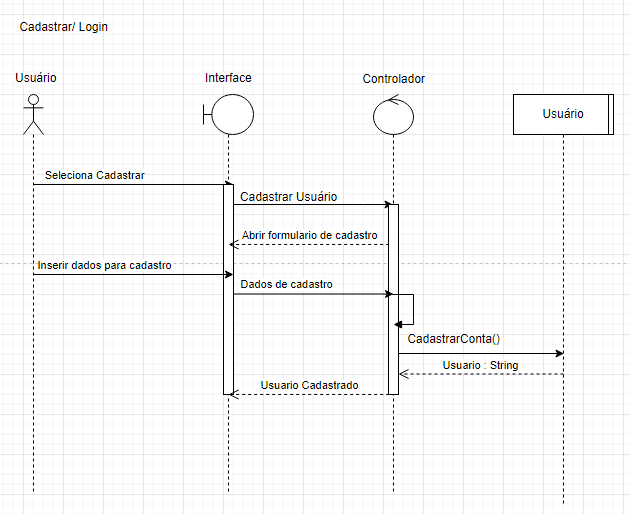 Cadastrar/ Login
Usuário
Interface
Controlador
Usuário
Seleciona Cadastrar
Cadastrar Usuário
Abrir formulario de cadastro
Inserir dados para cadastro
Dados de cadastro
CadastrarConta()
Usuario : String
Usuario Cadastrado